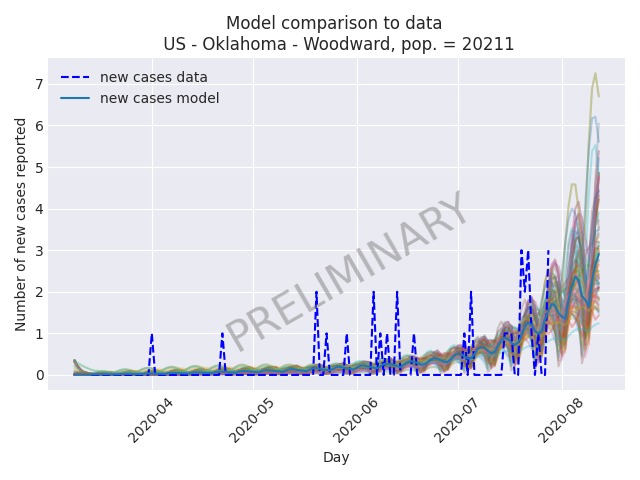 Model comparison to data
US - Oklahoma - Woodward, pop. = 20211
new cases data
new cases model
PRELIMINARY
Number of new cases reported
7
6
5
4
3
2
1
0
2020-04
2020-05
2020-06
2020-07
2020-08
Day